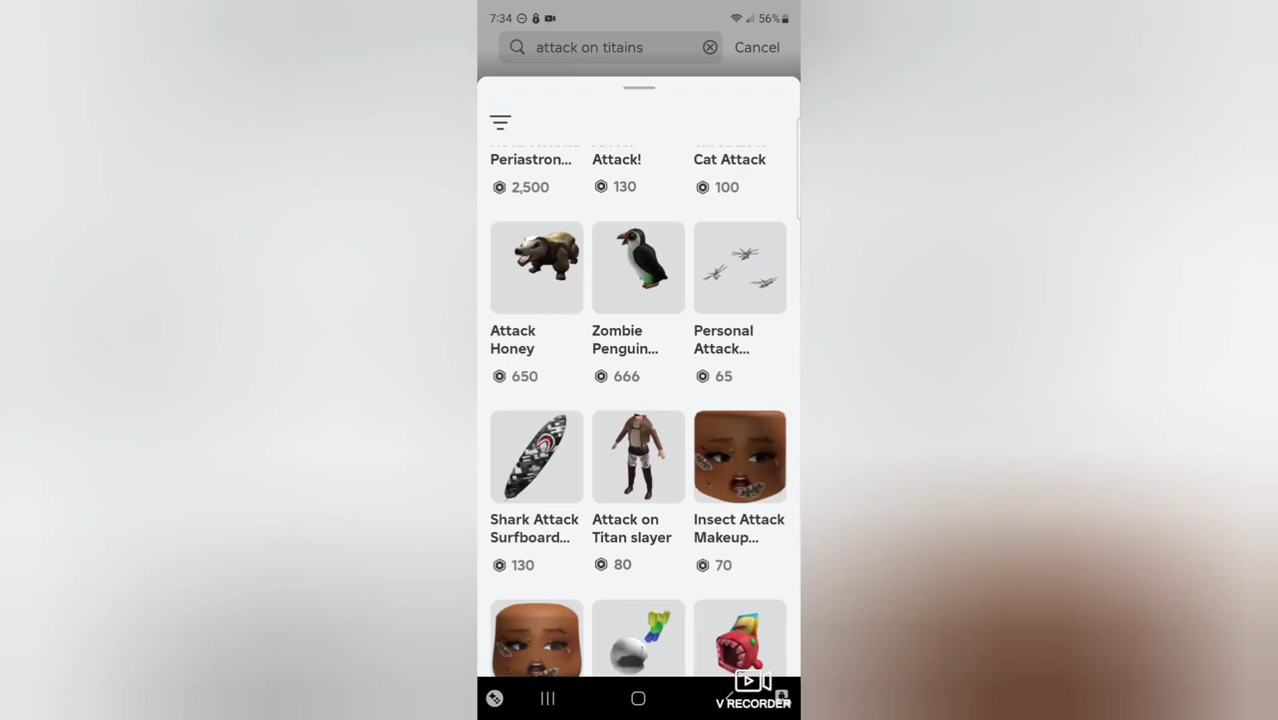 7:34
56%
attack on titains
Cancel
Periastron...
Attack!
Cat Attack
2,500
130
100
Attack
Honey
650
Zombie
Penguin...
666
Personal
Attack...
65
Shark Attack
Surfboard...
130
Attack on
Titan slayer
80
Insect Attack
Makeup...
70
V RECORDER